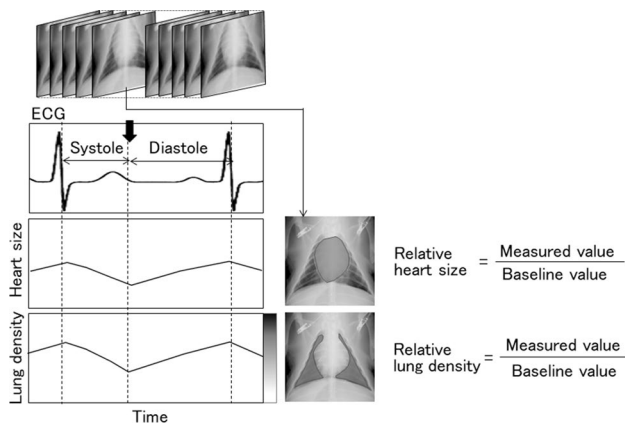 ECG
Systole
Diastole
Heart size
Lung density
Time
Relative
heart size
=
Measured value
Baseline value
Relative
lung density
=
Measured value
Baseline value